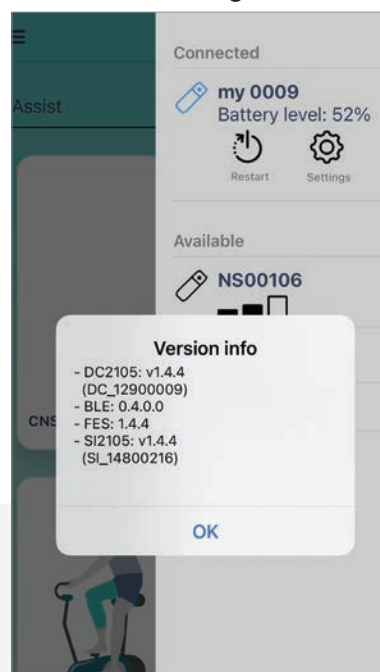 Connected
Assist
my 0009
Battery level: 52%
Restart
Settings
Available
NS00106
Version info
- DC2105: v1.4.4
(DC_12900009)
- BLE: 0.4.0.0
- FES: 1.4.4
- SI2105: v1.4.4
(SI_14800216)
CNS
OK